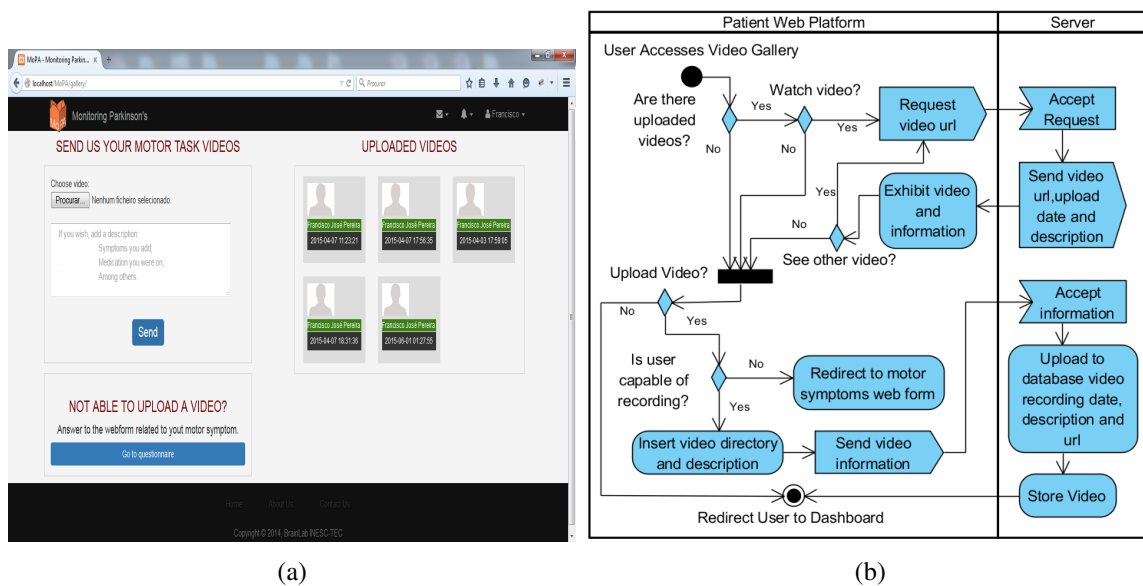 MoPA - Monitoring Parkin... x
localhost/MoPA/gallery/
Procurar
MoPA
Monitoring Parkinson's
Francisco
SEND US YOUR MOTOR TASK VIDEOS
Choose video:
Procurar... Nenhum ficheiro selecionado.
If you wish, add a description:
Symptoms you add;
Medication you were on;
Among others.
Send
NOT ABLE TO UPLOAD A VIDEO?
Answer to the webform related to yout motor symptom.
Go to questionnaire
UPLOADED VIDEOS
Francisco José Pereira
2015-04-07 11:23:21
Francisco José Pereira
2015-04-07 17:56:35
Francisco José Pereira
2015-04-03 17:58:05
Francisco José Pereira
2015-04-07 18:31:36
Francisco José Pereira
2015-06-01 01:27:55
Home About Us Contact Us
Copyright © 2014, BrainLab INESC-TEC
(a)
Patient Web Platform
Server
User Accesses Video Gallery
Are there
uploaded
videos?
Yes
No
Watch video?
Yes
No
Request
video url
Accept
Request
Send video
url,upload
date and
description
Exhibit video
and
information
Yes
No
See other video?
Upload Video?
No
Yes
Is user
capable of
recording?
No
Yes
Redirect to motor
symptoms web form
Insert video directory
and description
Send video
information
Accept
information
Upload to
database video
recording date,
description and
url
Store Video
Redirect User to Dashboard
(b)